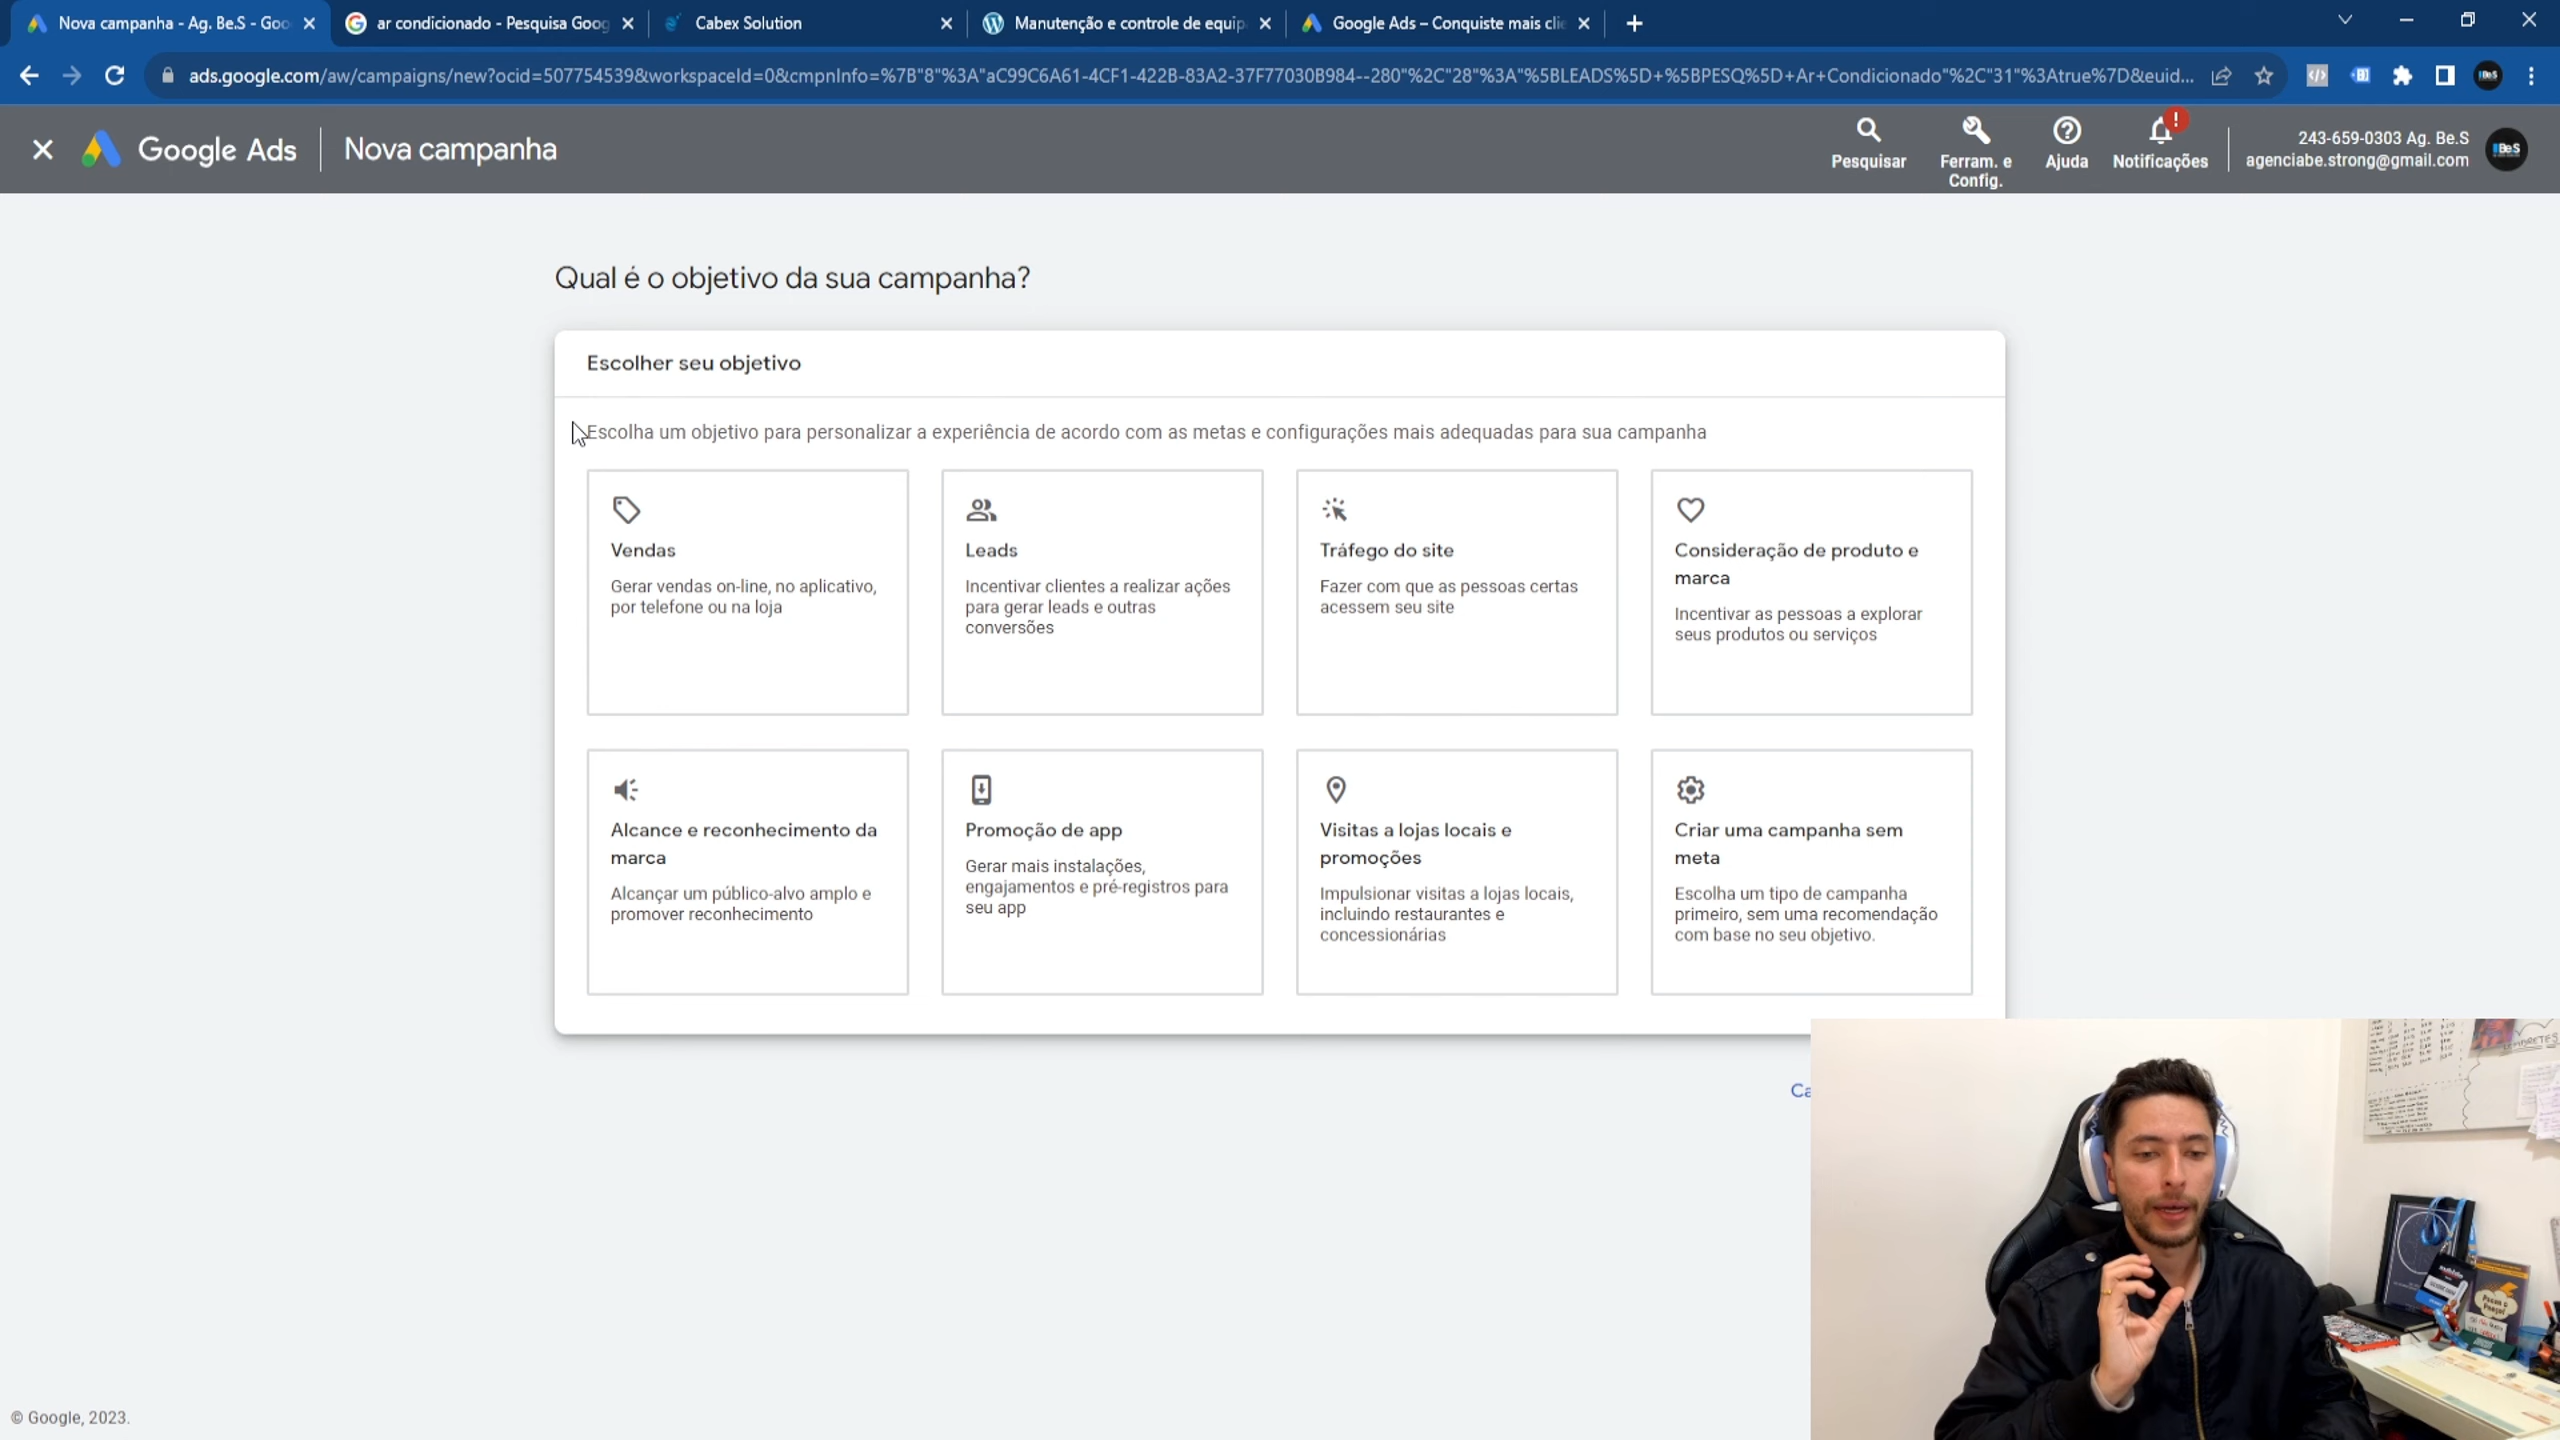 Nova campanha - Ag. Be.S - Goo
ar condicionado - Pesquisa Goog
Cabex Solution
Manutenção e controle de equip
Google Ads – Conquiste mais clie
ads.google.com/aw/campaigns/new?ocid=507754539&workspaceId=0&cmpnInfo=%7B"8"%3A"aC99C6A61-4CF1-422B-83A2-37F77030B984--280"%2C"28"%3A"%5BLEADS%5D+%5BPESQ%5D+Ar+Condicionado"%2C"31"%3Atrue%7D&euid...
Google Ads
Nova campanha
Pesquisar
Ferram. e
Config.
Ajuda
!
Notificações
243-659-0303 Ag. Be.S
agenciabe.strong@gmail.com
Be.S
Qual é o objetivo da sua campanha?
Escolher seu objetivo
Escolha um objetivo para personalizar a experiência de acordo com as metas e configurações mais adequadas para sua campanha
Vendas
Gerar vendas on-line, no aplicativo,
por telefone ou na loja
Leads
Incentivar clientes a realizar ações
para gerar leads e outras
conversões
Tráfego do site
Fazer com que as pessoas certas
acessem seu site
Consideração de produto e
marca
Incentivar as pessoas a explorar
seus produtos ou serviços
Alcance e reconhecimento da
marca
Alcançar um público-alvo amplo e
promover reconhecimento
Promoção de app
Gerar mais instalações,
engajamentos e pré-registros para
seu app
Visitas a lojas locais e
promoções
Impulsionar visitas a lojas locais,
incluindo restaurantes e
concessionárias
Criar uma campanha sem
meta
Escolha um tipo de campanha
primeiro, sem uma recomendação
com base no seu objetivo.
Ca
© Google, 2023.